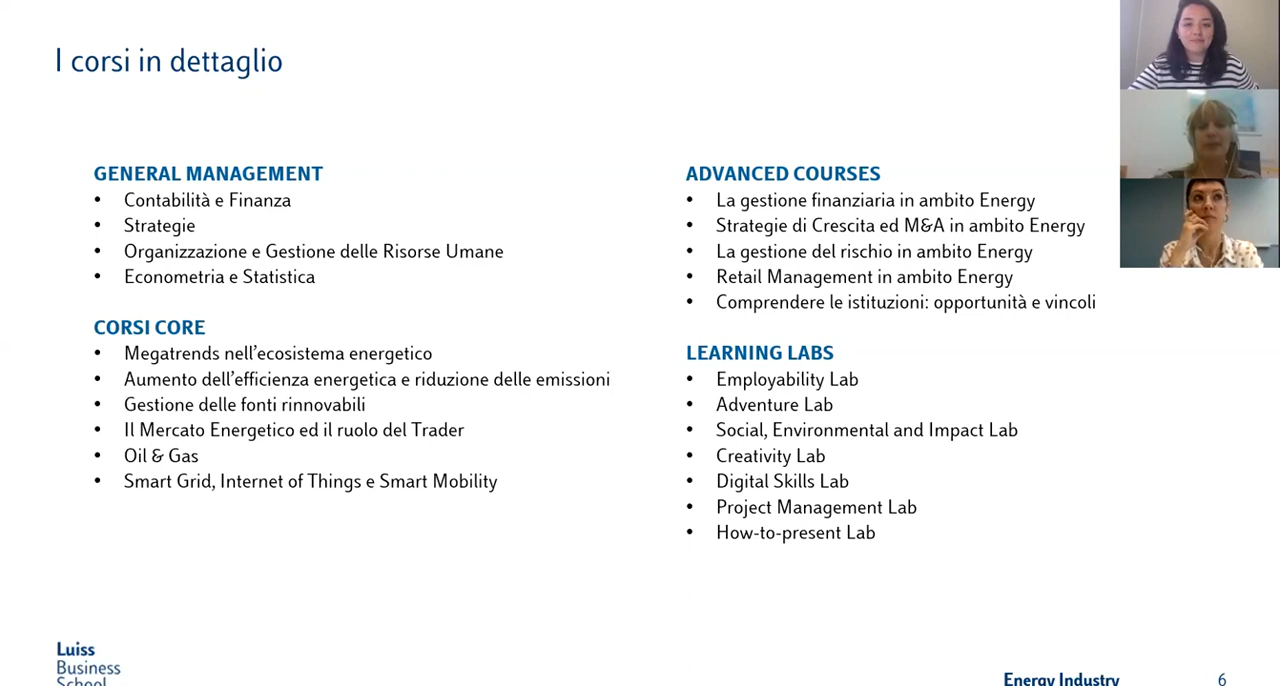 I corsi in dettaglio
GENERAL MANAGEMENT
• Contabilità e Finanza
• Strategie
• Organizzazione e Gestione delle Risorse Umane
• Econometria e Statistica
CORSI CORE
• Megatrends nell’ecosistema energetico
• Aumento dell’efficienza energetica e riduzione delle emissioni
• Gestione delle fonti rinnovabili
• Il Mercato Energetico ed il ruolo del Trader
• Oil & Gas
• Smart Grid, Internet of Things e Smart Mobility
ADVANCED COURSES
• La gestione finanziaria in ambito Energy
• Strategie di Crescita ed M&A in ambito Energy
• La gestione del rischio in ambito Energy
• Retail Management in ambito Energy
• Comprendere le istituzioni: opportunità e vincoli
LEARNING LABS
• Employability Lab
• Adventure Lab
• Social, Environmental and Impact Lab
• Creativity Lab
• Digital Skills Lab
• Project Management Lab
• How-to-present Lab
Luiss
Business
School
Energy Industry
6